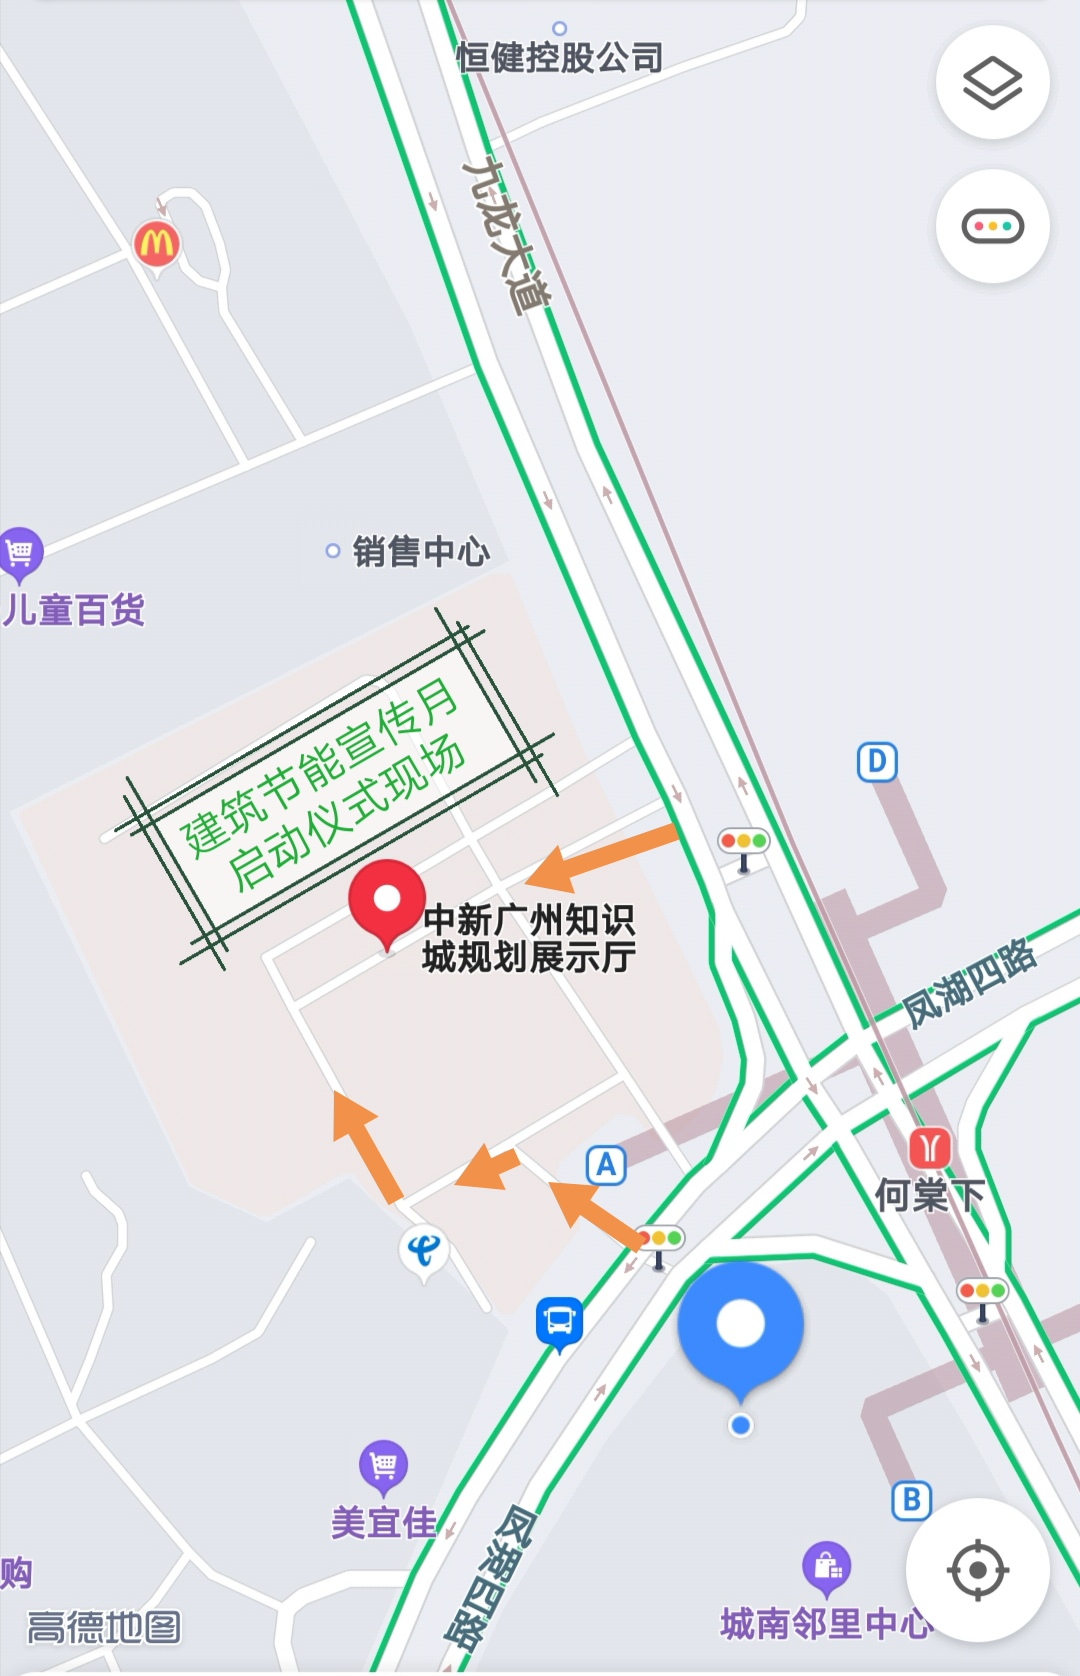 恒健控股公司
九龙大道
销售中心
儿童百货
建筑节能宣传月
启动仪式现场
D
中新广州知识
城规划展示厅
凤湖四路
A
何棠下
美宜佳
B
凤湖四路
购
高德地图
城南邻里中心